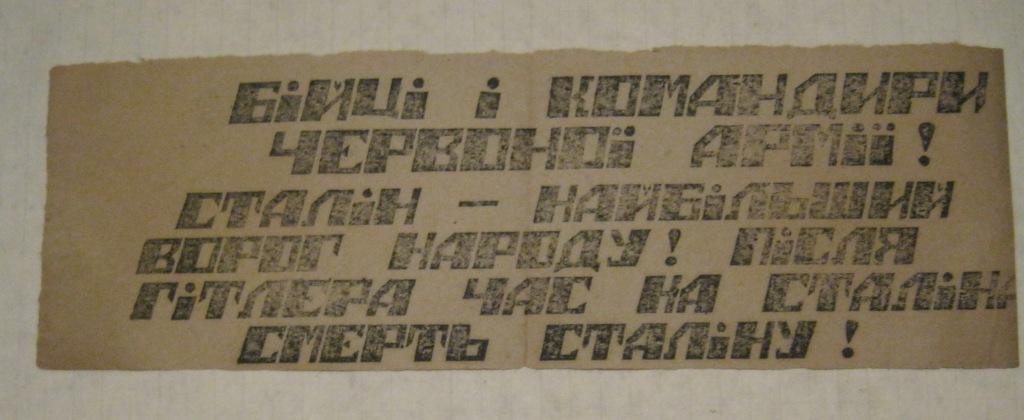 БІЙЦІ І КОМАНДИРИ
ЧЕРВОНОЇ АРМІЇ!
СТАЛІН - НАЙБІЛЬШИЙ
ВОРОГ НАРОДУ! ПІСЛЯ
ГІТЛЕРА ЧАС НА СТАЛІНА
СМЕРТЬ СТАЛІНУ!